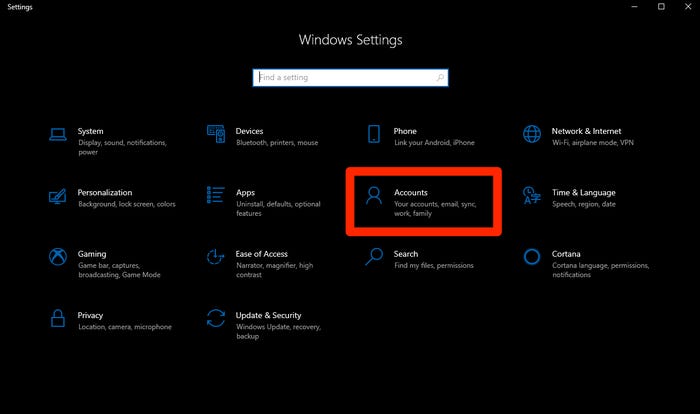 Settings
Windows Settings
Find a setting
System
Display, sound, notifications,
power
Devices
Bluetooth, printers, mouse
Phone
Link your Android, iPhone
Network & Internet
Wi-Fi, airplane mode, VPN
Personalization
Background, lock screen, colors
Apps
Uninstall, defaults, optional
features
Accounts
Your accounts, email, sync,
work, family
Time & Language
Speech, region, date
Gaming
Game bar, captures,
broadcasting, Game Mode
Ease of Access
Narrator, magnifier, high
contrast
Search
Find my files, permissions
Cortana
Cortana language, permissions,
notifications
Privacy
Location, camera, microphone
Update & Security
Windows Update, recovery,
backup